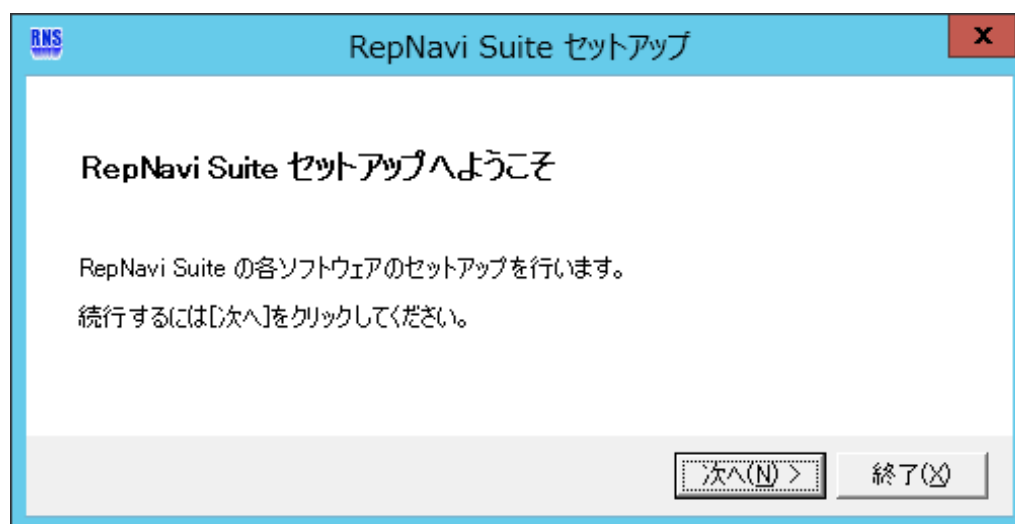 RNS
RepNavi Suite セットアップ
x
RepNavi Suite セットアップへようこそ
RepNavi Suite の各ソフトウェアのセットアップを行います。
続行するには[次へ]をクリックしてください。
次へ(N) >
終了(X)